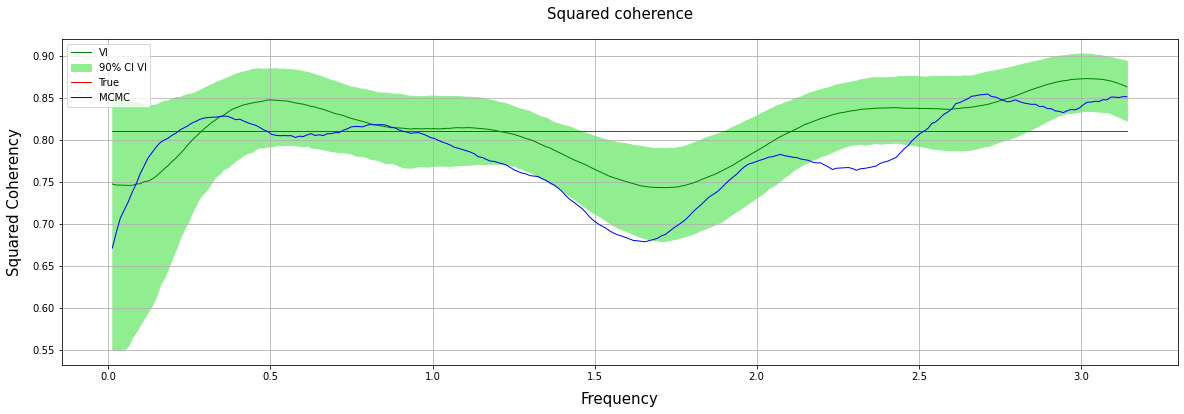 Squared coherence
VI
90% CI VI
True
MCMC
0.90
0.85
0.80
0.75
0.70
0.65
0.60
0.55
Squared Coherency
0.0 0.5 1.0 1.5 2.0 2.5 3.0
Frequency